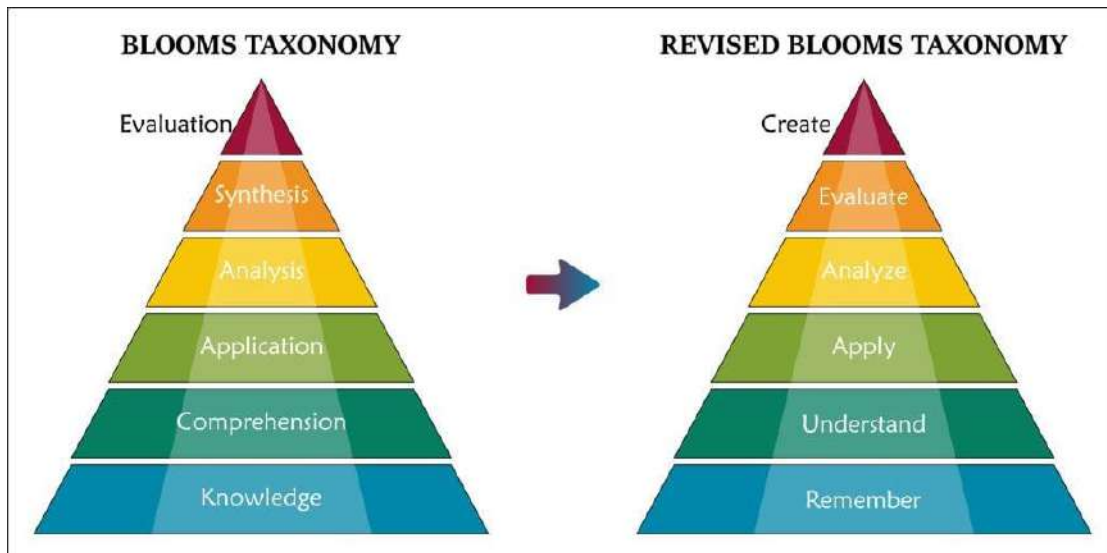 BLOOMS TAXONOMY
Evaluation
Synthesis
Analysis
Application
Comprehension
Knowledge
REVISED BLOOMS TAXONOMY
Create
Evaluate
Analyze
Apply
Understand
Remember